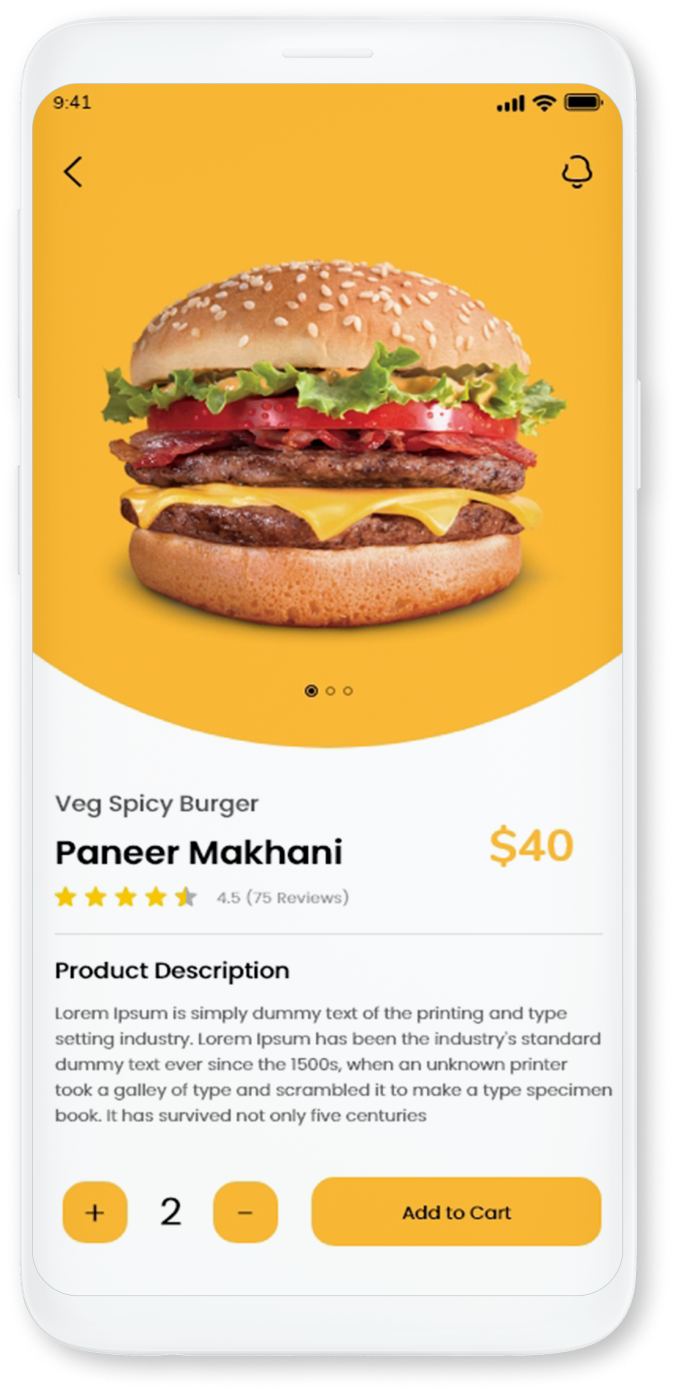 9:41
Veg Spicy Burger
Paneer Makhani
$40
4.5 (75 Reviews)
Product Description
Lorem Ipsum is simply dummy text of the printing and type
setting industry. Lorem Ipsum has been the industry's standard
dummy text ever since the 1500s, when an unknown printer
took a galley of type and scrambled it to make a type specimen
book. It has survived not only five centuries
+ 2 − Add to Cart